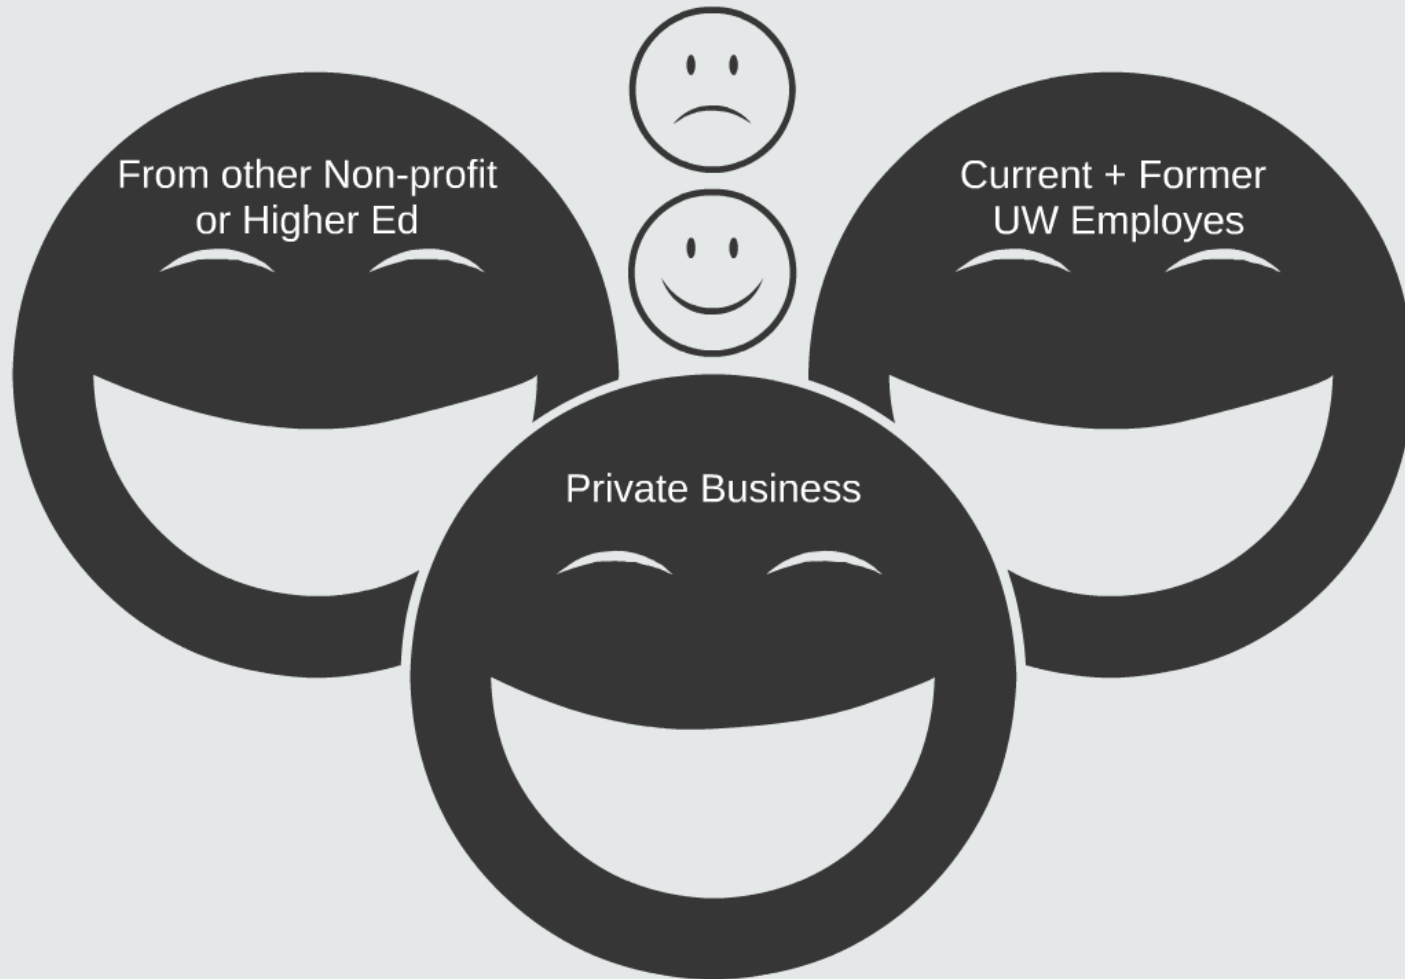 From other Non-profit
or Higher Ed
Current + Former
UW Employes
Private Business